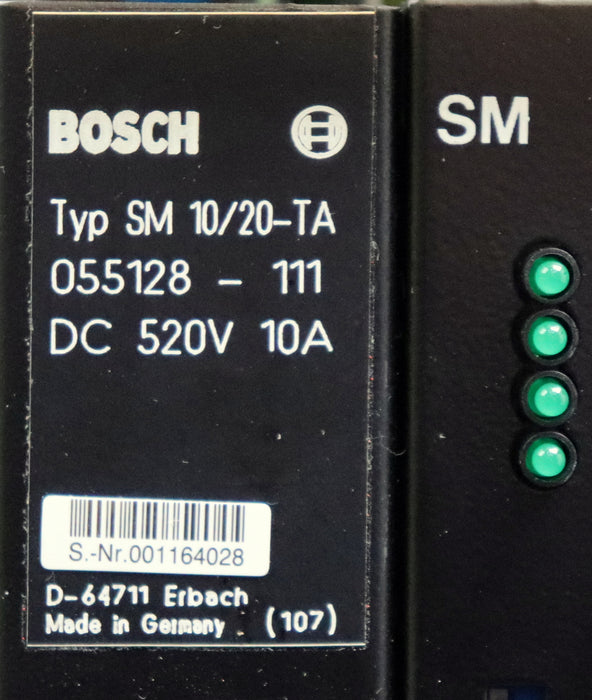 BOSCH
SM
Typ SM 10/20-TA
055128 - 111
DC 520V 10A
S.-Nr.001164028
D-64711 Erbach
Made in Germany (107)